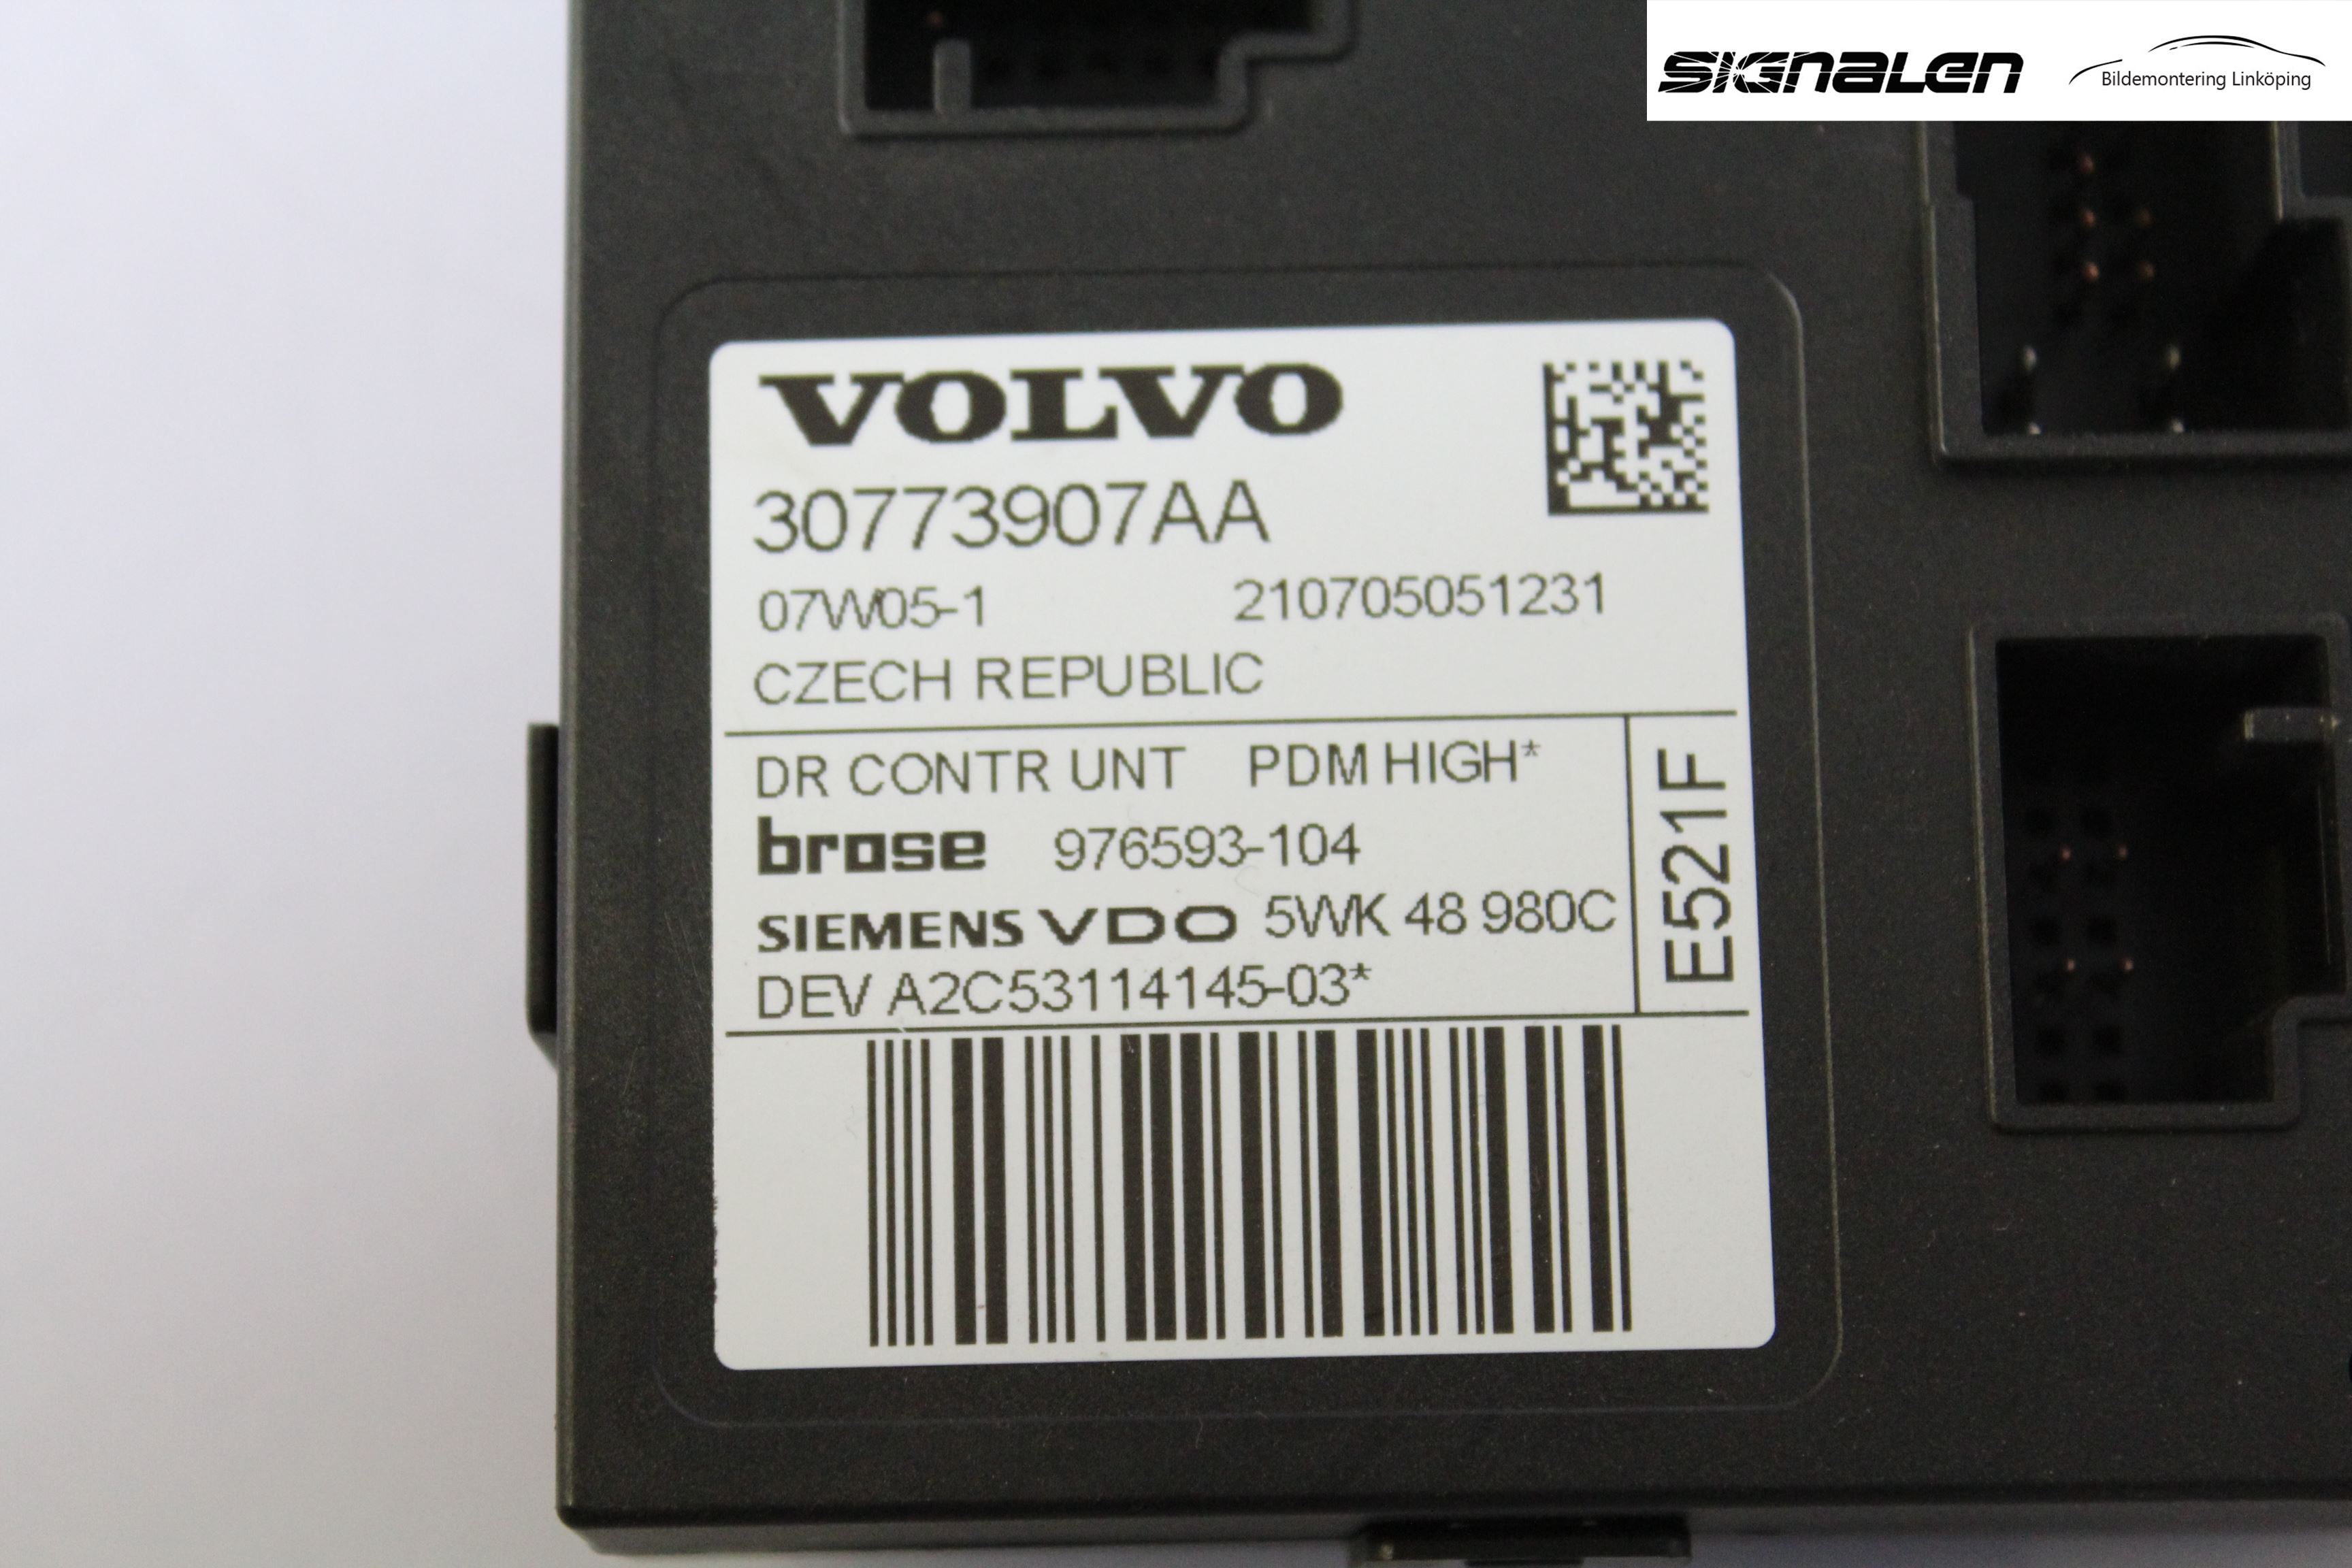 SIGNALEN
Bildemontering Linköping
VOLVO
30773907AA
07W05-1 210705051231
CZECH REPUBLIC
DR CONTR UNT PDM HIGH*
brose 976593-104
SIEMENS VDO 5WK 48 980C
DEV A2C53114145-03*
E521F